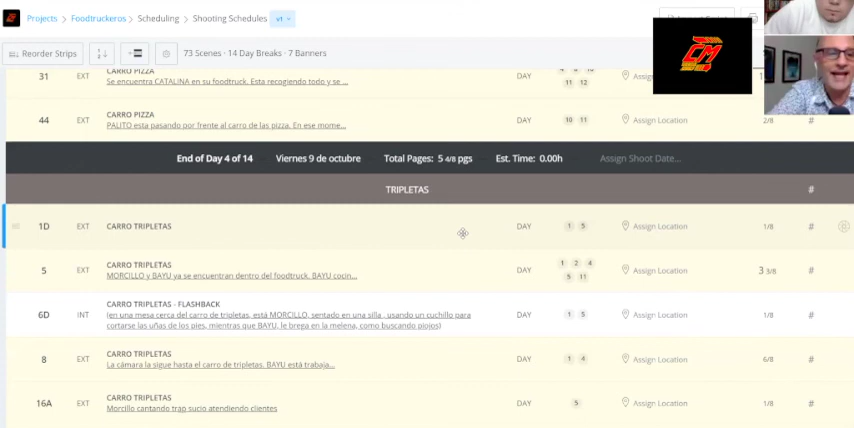 Projects > Foodtruckeros > Scheduling > Shooting Schedules v1
Reorder Strips 73 Scenes · 14 Day Breaks · 7 Banners
CM
31 EXT CARRO PIZZA DAY
Se encuentra CATALINA en su foodtruck. Esta recogiendo todo y se ...
11 12
44 EXT CARRO PIZZA DAY 10 11 Assign Location 2/8 #
PALITO esta pasando por frente al carro de las pizza. En ese mome...
End of Day 4 of 14 Viernes 9 de octubre Total Pages: 5 4/8 pgs Est. Time: 0.00h Assign Shoot Date...
TRIPLETAS #
1D EXT CARRO TRIPLETAS DAY 1 5 Assign Location 1/8 #
5 EXT CARRO TRIPLETAS DAY 1 2 4 5 11 Assign Location 3 3/8 #
MORCILLO y BAYU ya se encuentran dentro del foodtruck. BAYU cocin...
6D INT CARRO TRIPLETAS - FLASHBACK DAY 1 5 Assign Location 1/8 #
(en una mesa cerca del carro de tripletas, está MORCILLO, sentado en una silla , usando un cuchillo para
cortarse las uñas de los pies, mientras que BAYU, le brega en la melena, como buscando piojos)
8 EXT CARRO TRIPLETAS DAY 1 4 Assign Location 6/8 #
La cámara la sigue hasta el carro de tripletas. BAYU está trabaja...
16A EXT CARRO TRIPLETAS DAY 5 Assign Location 1/8 #
Morcillo cantando trap sucio atendiendo clientes